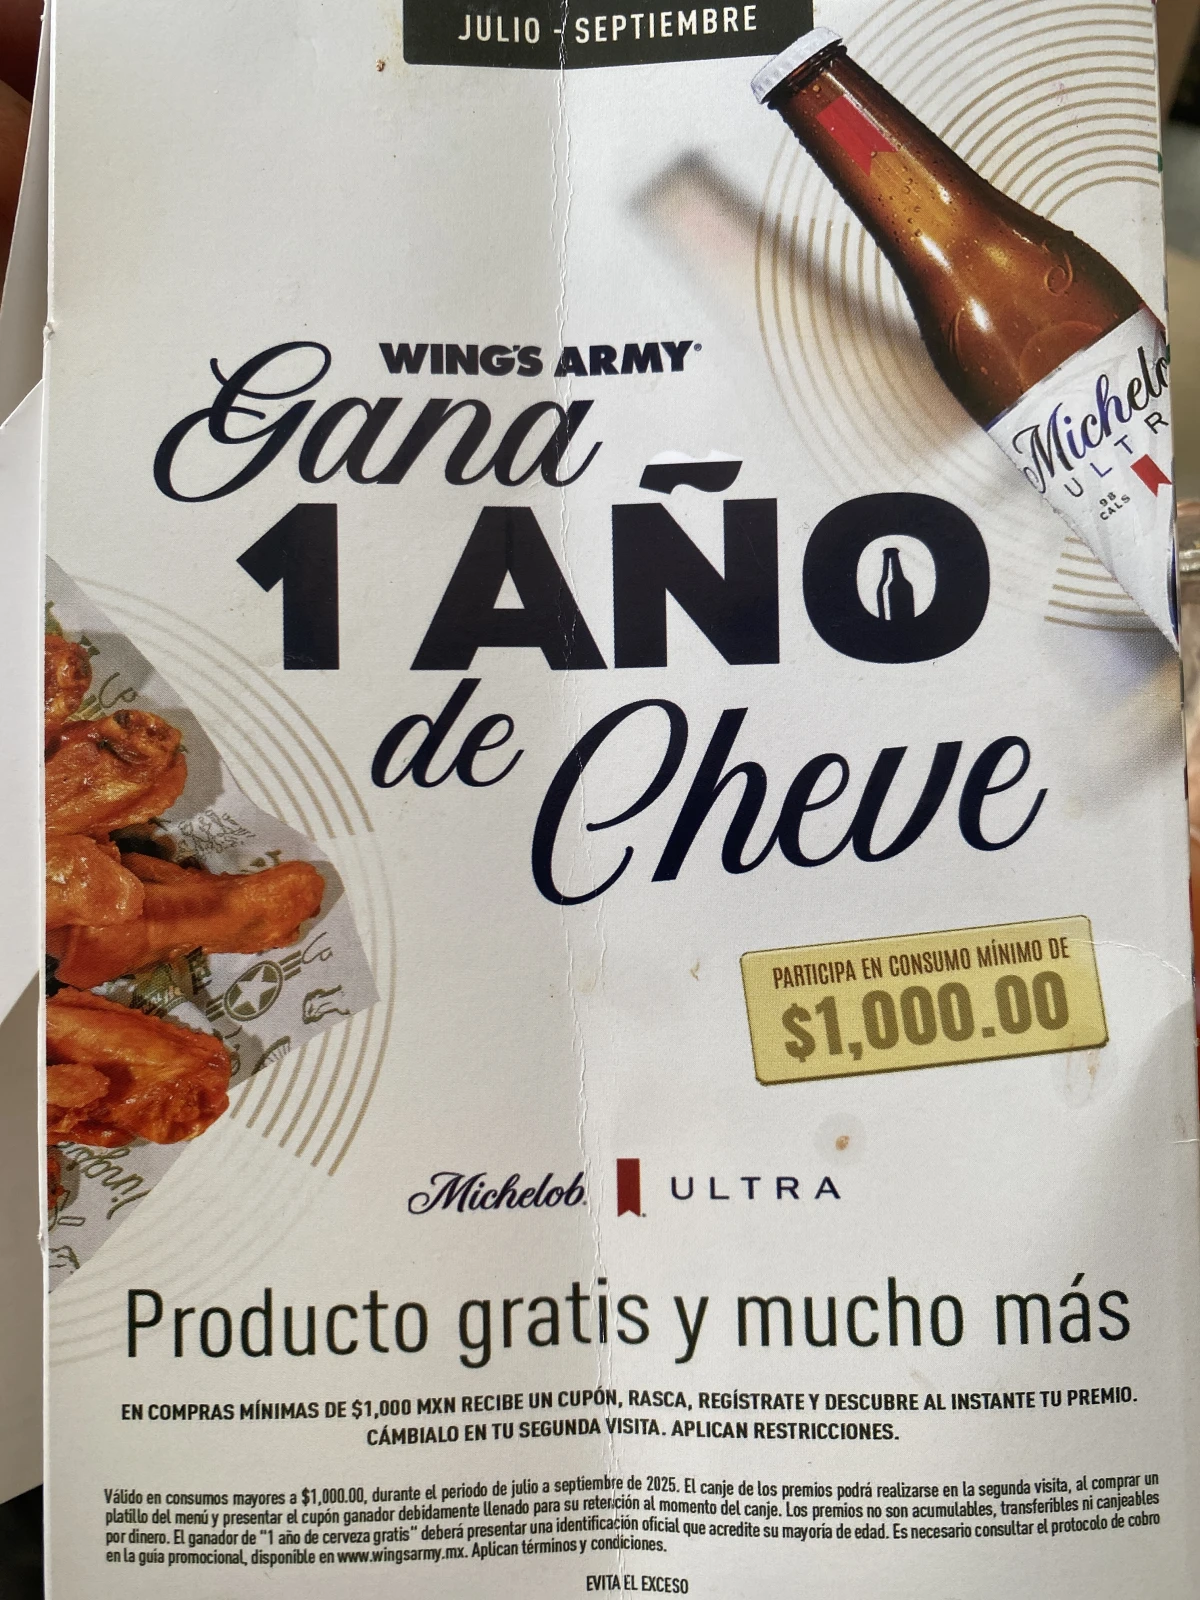 JULIO - SEPTIEMBRE
WING'S ARMY®
Gana
1 AÑO
de Cheve
Michelo
ULTR
98
CALS
PARTICIPA EN CONSUMO MÍNIMO DE
$1,000.00
Michelob. ULTRA
Producto gratis y mucho más
EN COMPRAS MÍNIMAS DE $1,000 MXN RECIBE UN CUPÓN, RASCA, REGÍSTRATE Y DESCUBRE AL INSTANTE TU PREMIO.
CÁMBIALO EN TU SEGUNDA VISITA. APLICAN RESTRICCIONES.
Válido en consumos mayores a $1,000.00, durante el periodo de julio a septiembre de 2025. El canje de los premios podrá realizarse en la segunda visita, al comprar un
platillo del menú y presentar el cupón ganador debidamente llenado para su retención al momento del canje. Los premios no son acumulables, transferibles ni canjeables
por dinero. El ganador de "1 año de cerveza gratis" deberá presentar una identificación oficial que acredite su mayoría de edad. Es necesario consultar el protocolo de cobro
en la guía promocional, disponible en www.wingsarmy.mx. Aplican términos y condiciones.
EVITA EL EXCESO